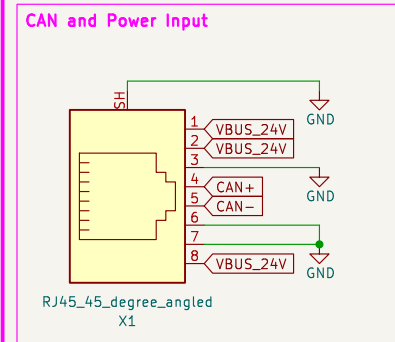 CAN and Power Input
SH
GND
1 VBUS_24V
2 VBUS_24V
3
GND
4 CAN+
5 CAN-
6
7
GND
8 VBUS_24V
RJ45_45_degree_angled
X1